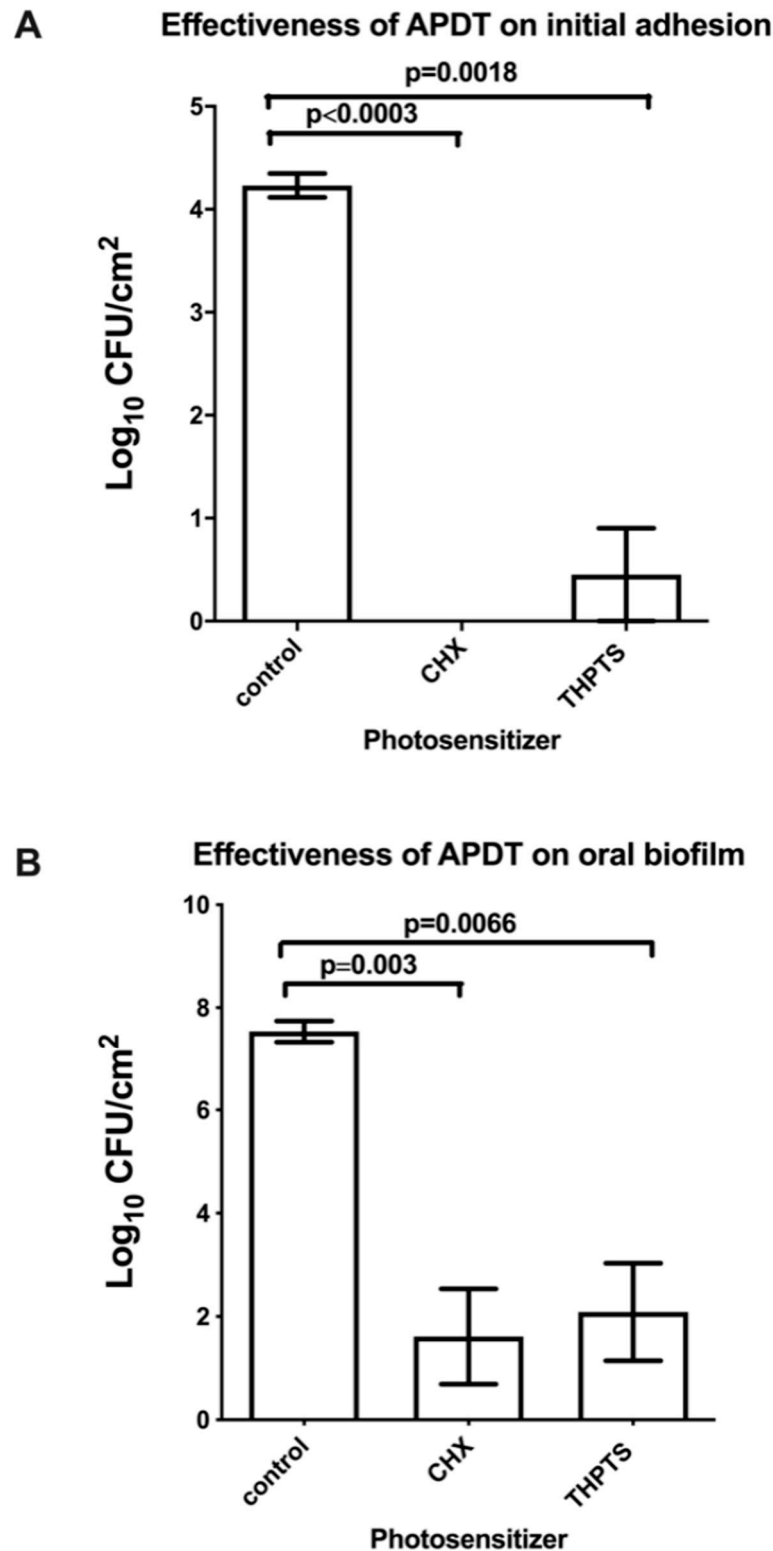 A
Effectiveness of APDT on initial adhesion
p=0.0018
p<0.0003
5
4
3
2
1
0
Log10 CFU/cm2
control
CHX
THPTS
Photosensitizer
B
Effectiveness of APDT on oral biofilm
p=0.0066
p=0.003
10
8
6
4
2
0
Log10 CFU/cm2
control
CHX
THPTS
Photosensitizer